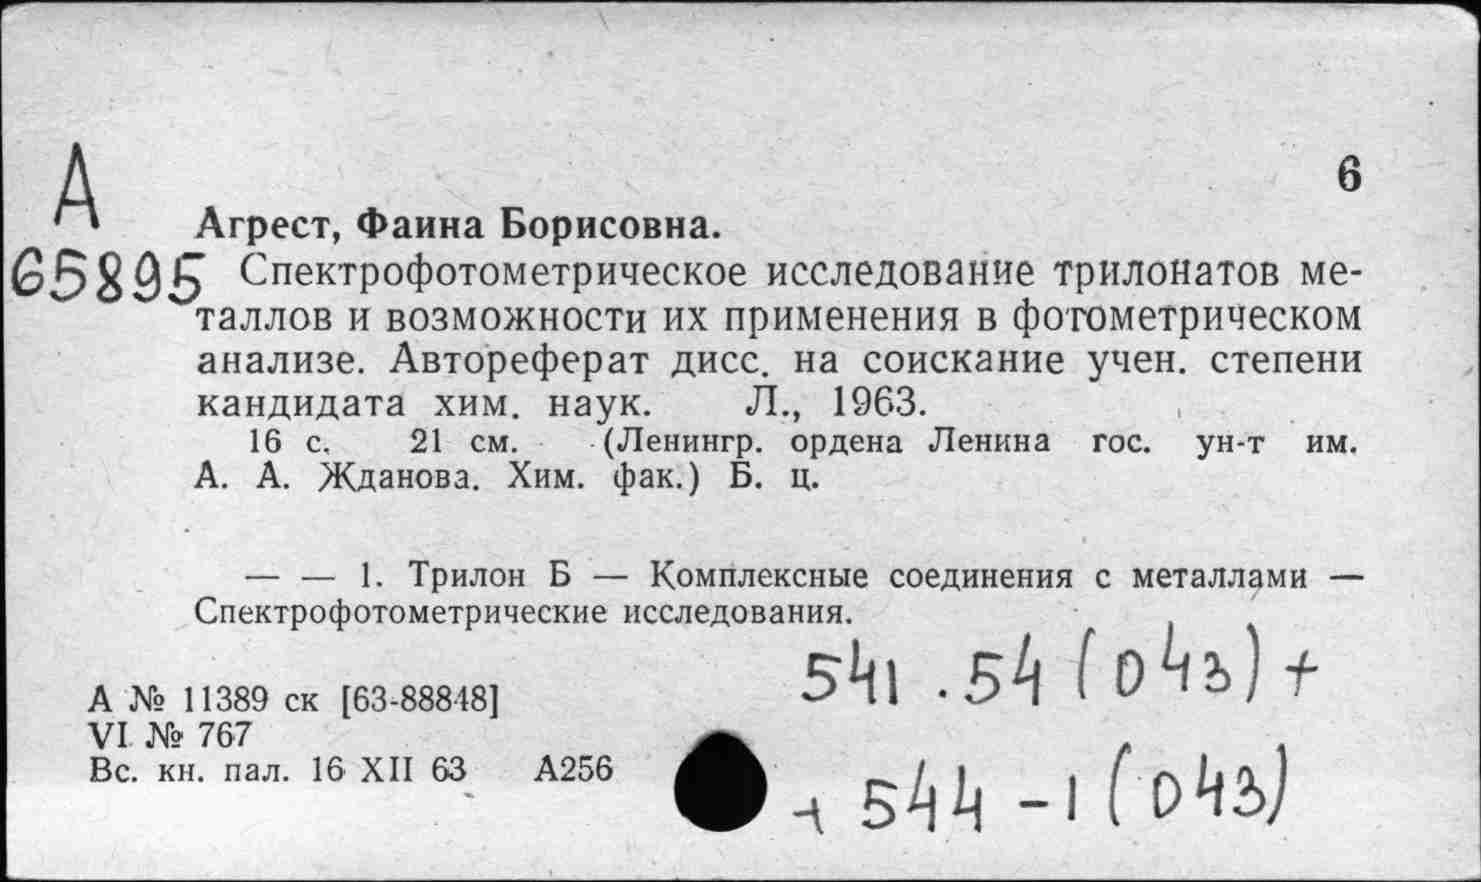 А
6
Агрест, Фаина Борисовна.
65895 Спектрофотометрическое исследование трилонатов ме-
таллов и возможности их применения в фотометрическом
анализе. Автореферат дисс. на соискание учен. степени
кандидата хим. наук. Л., 1963.
16 с. 21 см. (Ленингр. ордена Ленина гос. ун-т им.
А. А. Жданова. Хим. фак.) Б. ц.
— — 1. Трилон Б — Комплексные соединения с металлами —
Спектрофотометрические исследования.
541.54 (043) +
А № 11389 ск [63-88848]
VI № 767
Вс. кн. пал. 16 XII 63 А256
544-1 (043)